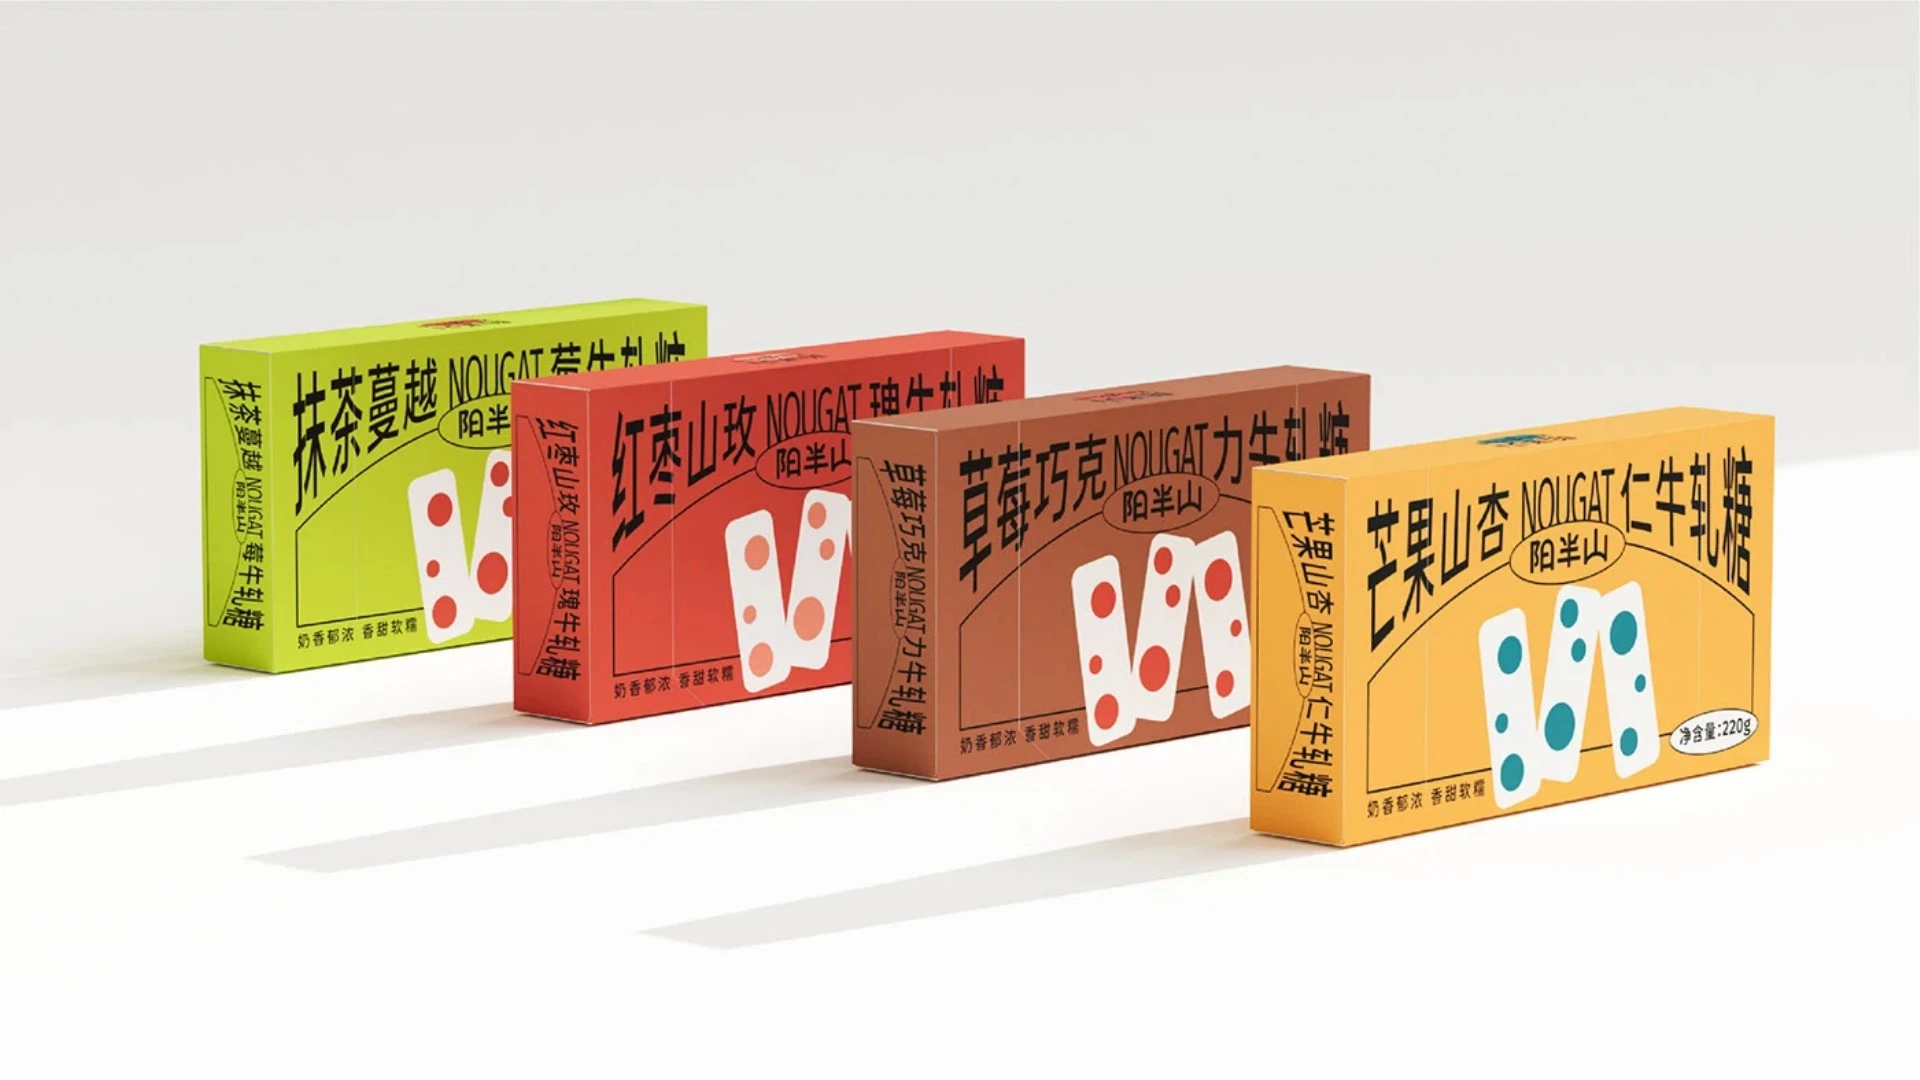 抹茶蔓越 NOUGAT 莓牛轧糖
阳半山
奶香郁浓 香甜软糯
抹茶蔓越 NOUGAT 莓牛轧糖
阳半山
红枣山玫 NOUGAT 瑰牛轧糖
阳半山
奶香郁浓 香甜软糯
红枣山玫 NOUGAT 瑰牛轧糖
阳半山
草莓巧克 NOUGAT 力牛轧糖
阳半山
奶香郁浓 香甜软糯
草莓巧克 NOUGAT 力牛轧糖
阳半山
芒果山杏 NOUGAT 仁牛轧糖
阳半山
净含量:220g
奶香郁浓 香甜软糯
芒果山杏 NOUGAT 仁牛轧糖
阳半山